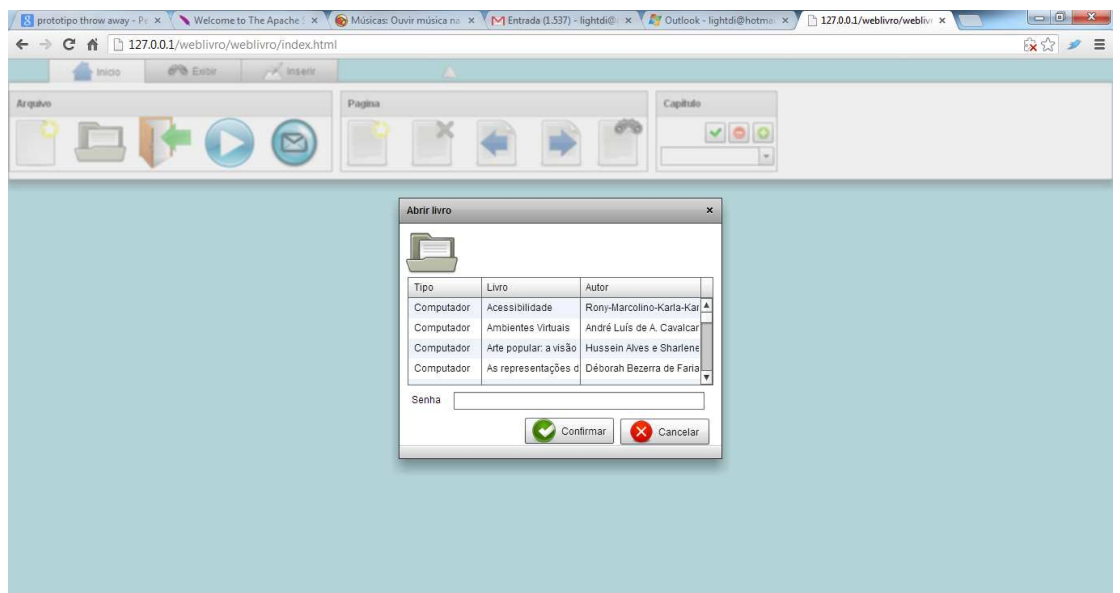 prototipo throw away - Pe
Welcome to The Apache S
Músicas: Ouvir música na
Entrada (1.537) - lightdi@
Outlook - lightdi@hotmai
127.0.0.1/weblivro/webliv
127.0.0.1/weblivro/weblivro/index.html
Inicio Exibir Inserir
Arquivo Pagina Capítulo
Abrir livro
Tipo Livro Autor
Computador Acessibilidade Rony-Marcolino-Karla-Kar
Computador Ambientes Virtuais André Luís de A. Cavalcar
Computador Arte popular: a visão Hussein Alves e Sharlene
Computador As representações d Déborah Bezerra de Faria
Senha
Confirmar Cancelar